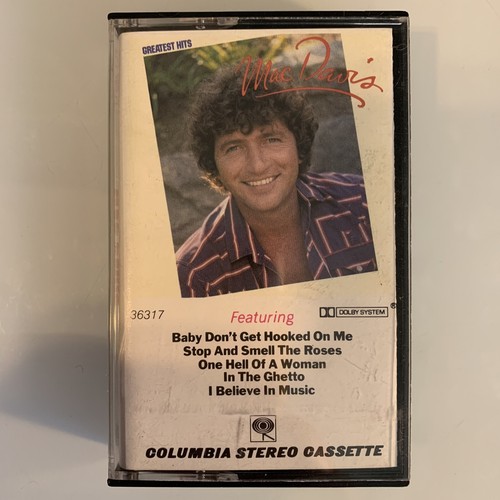 GREATEST HITS
Mac Davis
36317
Featuring
DOLBY SYSTEM
®
Baby Don't Get Hooked On Me
Stop And Smell The Roses
One Hell Of A Woman
In The Ghetto
I Believe In Music
COLUMBIA STEREO CASSETTE